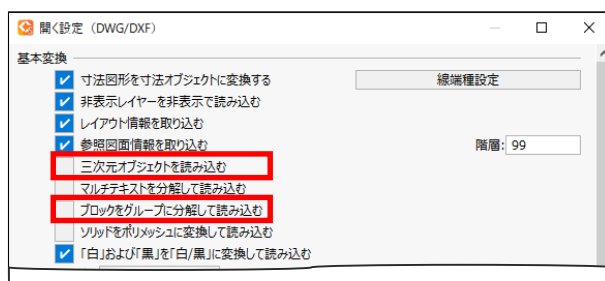 開く設定（DWG/DXF）
基本変換
寸法図形を寸法オブジェクトに変換する
線端種設定
非表示レイヤーを非表示で読み込む
レイアウト情報を取り込む
参照図面情報を取り込む
階層: 99
三次元オブジェクトを読み込む
マルチテキストを分解して読み込む
ブロックをグループに分解して読み込む
ソリッドをポリメッシュに変換して読み込む
「白」および「黒」を「白/黒」に変換して読み込む